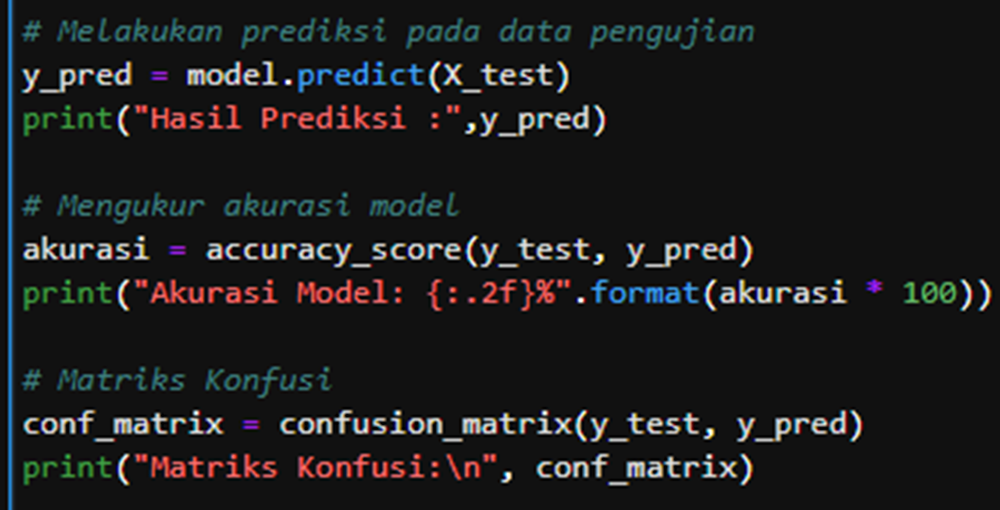 # Melakukan prediksi pada data pengujian
y_pred = model.predict(X_test)
print("Hasil Prediksi :",y_pred)
# Mengukur akurasi model
akurasi = accuracy_score(y_test, y_pred)
print("Akurasi Model: {:.2f}%".format(akurasi * 100))
# Matriks Konfusi
conf_matrix = confusion_matrix(y_test, y_pred)
print("Matriks Konfusi:\n", conf_matrix)